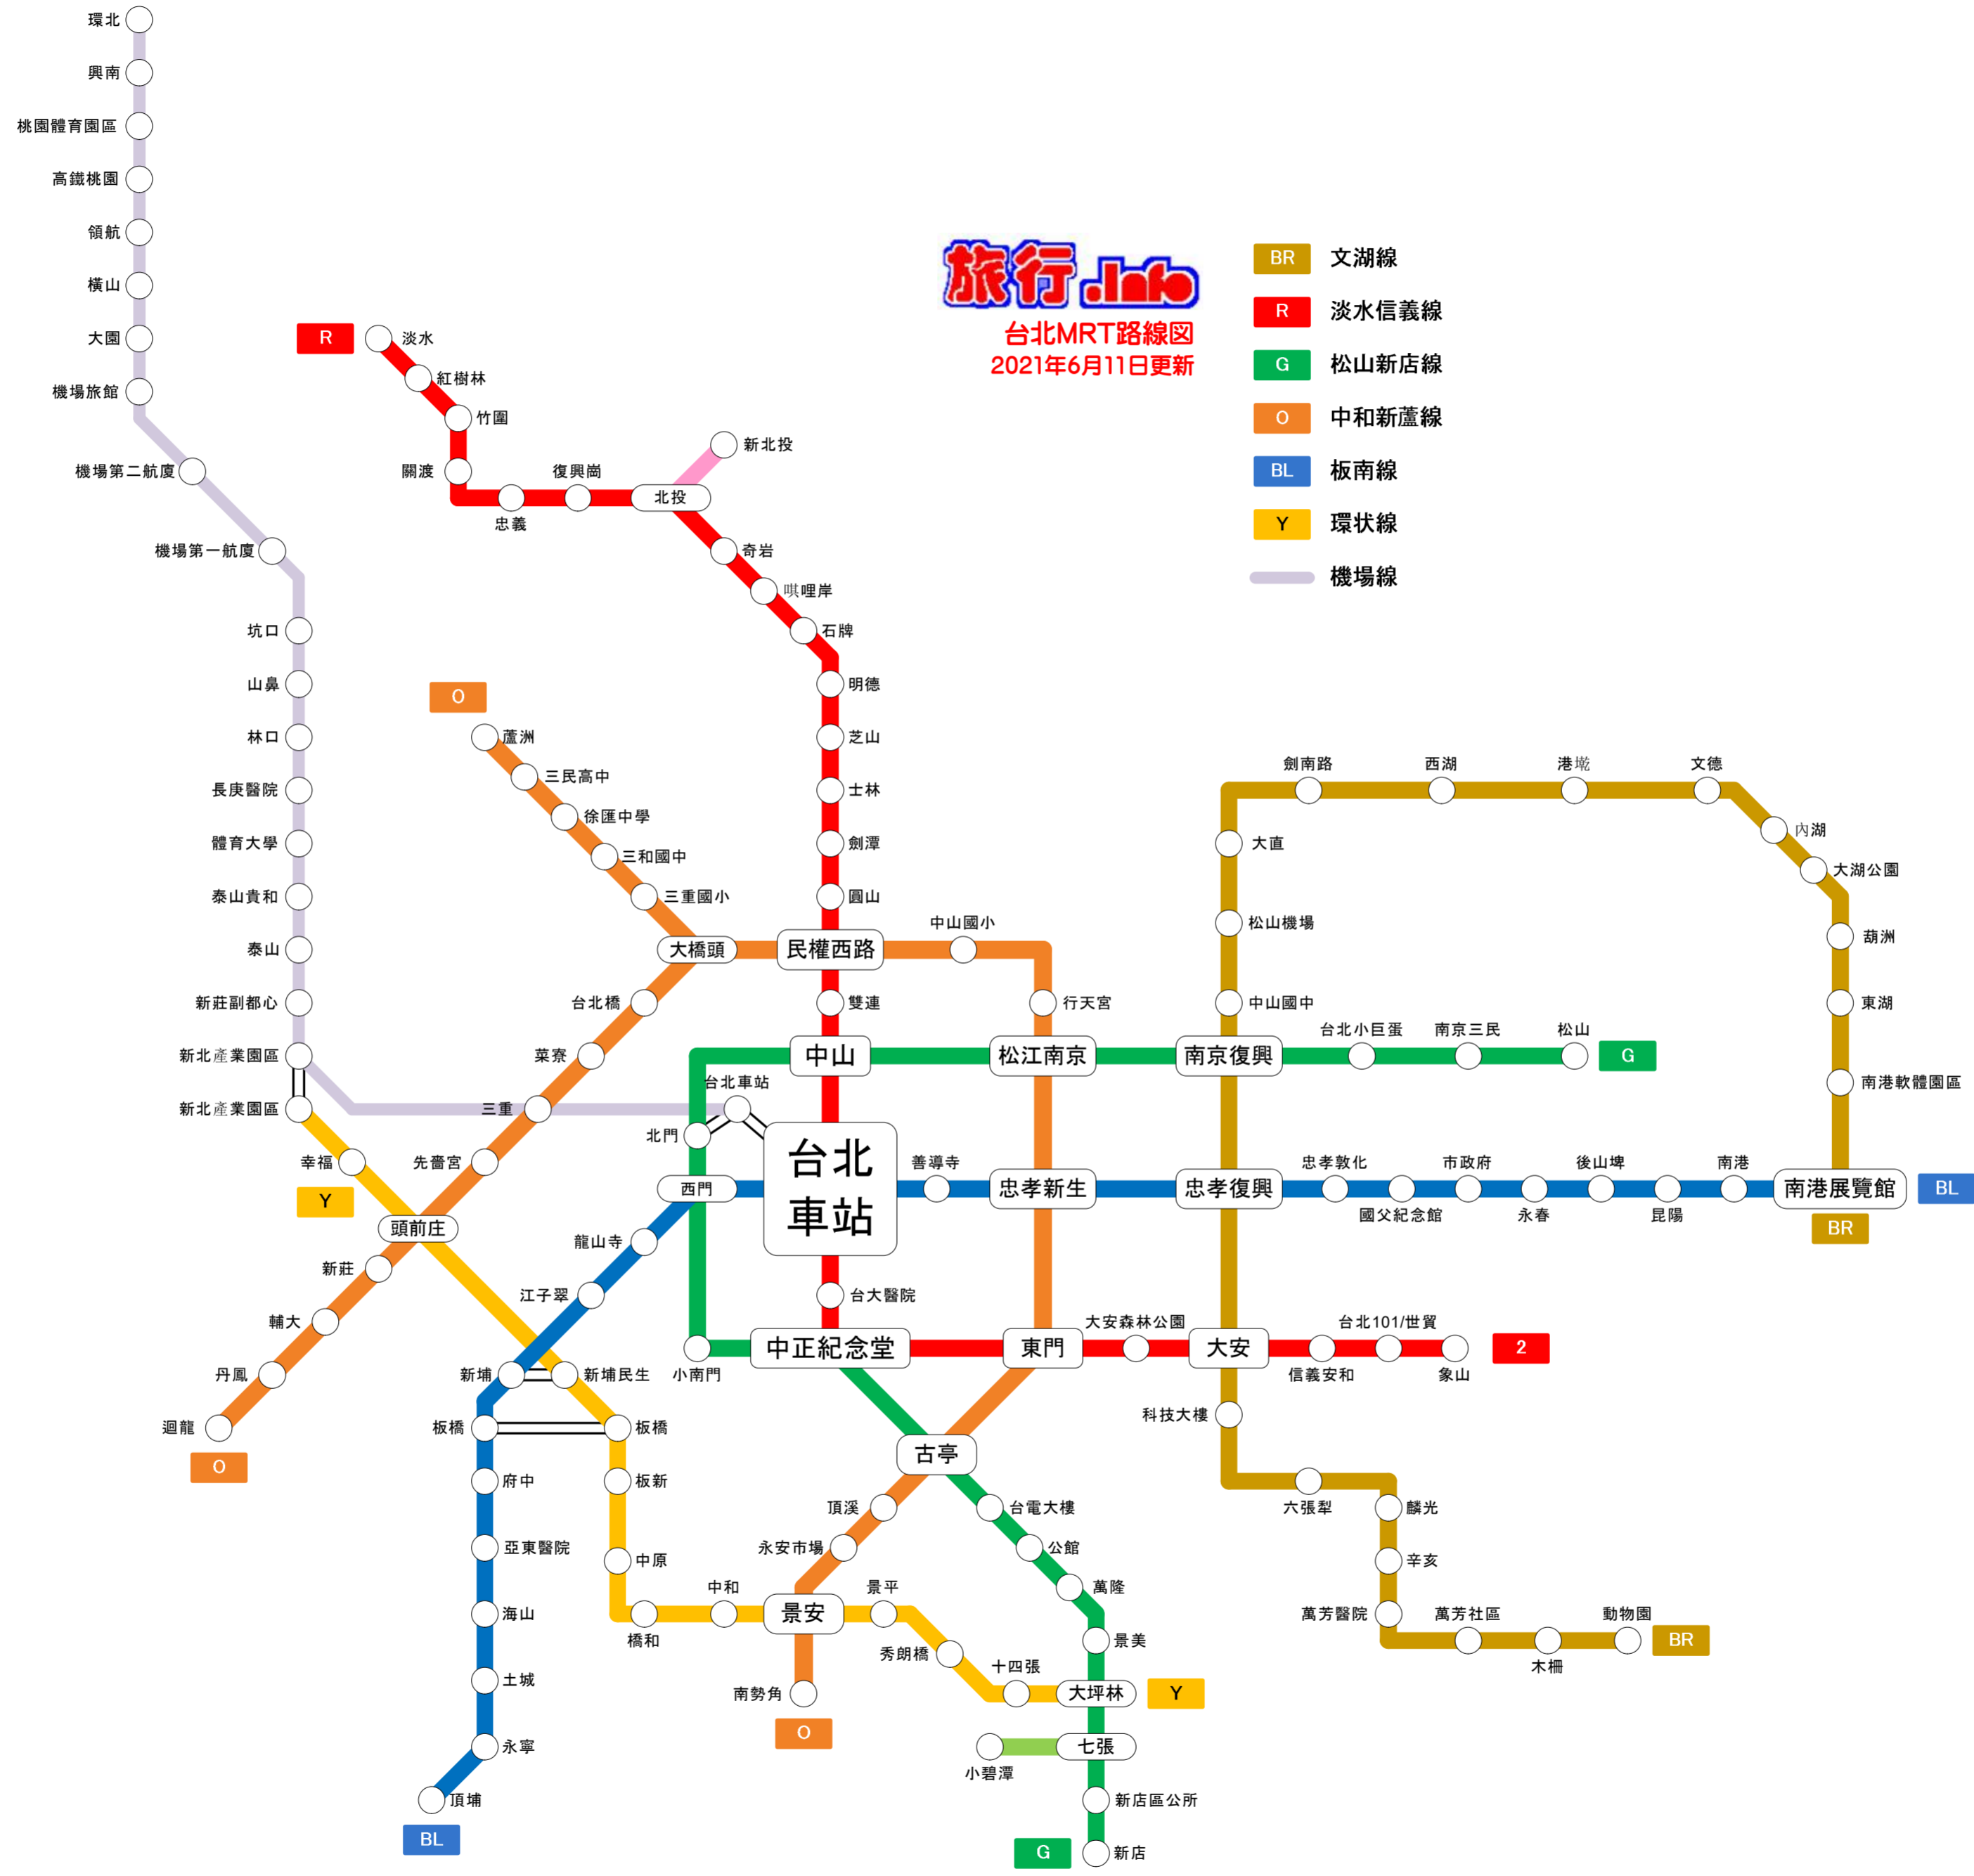 環北
興南
桃園體育園區
高鐵桃園
領航
橫山
大園
機場旅館
機場第二航廈
機場第一航廈
坑口
山鼻
林口
長庚醫院
體育大學
泰山貴和
泰山
新莊副都心
新北產業園區
新北產業園區
旅行.Info
台北MRT路線図
2021年6月11日更新
BR 文湖線
R 淡水信義線
G 松山新店線
O 中和新蘆線
BL 板南線
Y 環状線
機場線
R
淡水
紅樹林
竹圍
關渡
忠義
復興崗
北投
新北投
奇岩
唭哩岸
石牌
明德
芝山
士林
劍潭
圓山
民權西路
雙連
中山
台北車站
台北
車站
台大醫院
中正紀念堂
東門
大安森林公園
大安
信義安和
台北101/世貿
象山
2
O
蘆洲
三民高中
徐匯中學
三和國中
三重國小
大橋頭
台北橋
菜寮
三重
先嗇宮
頭前庄
新莊
輔大
丹鳳
迴龍
O
中山國小
行天宮
松江南京
忠孝新生
古亭
頂溪
永安市場
景安
南勢角
O
劍南路
西湖
港墘
文德
內湖
大湖公園
葫洲
東湖
南港軟體園區
南港展覽館
BR
BL
大直
松山機場
中山國中
南京復興
忠孝復興
科技大樓
六張犁
麟光
辛亥
萬芳醫院
萬芳社區
木柵
動物園
BR
台北小巨蛋
南京三民
松山
G
北門
西門
小南門
善導寺
忠孝敦化
國父紀念館
市政府
永春
後山埤
昆陽
南港
龍山寺
江子翠
新埔
板橋
府中
亞東醫院
海山
土城
永寧
頂埔
BL
幸福
Y
新埔民生
板橋
板新
中原
橋和
中和
景平
秀朗橋
十四張
大坪林
Y
台電大樓
公館
萬隆
景美
七張
小碧潭
新店區公所
新店
G